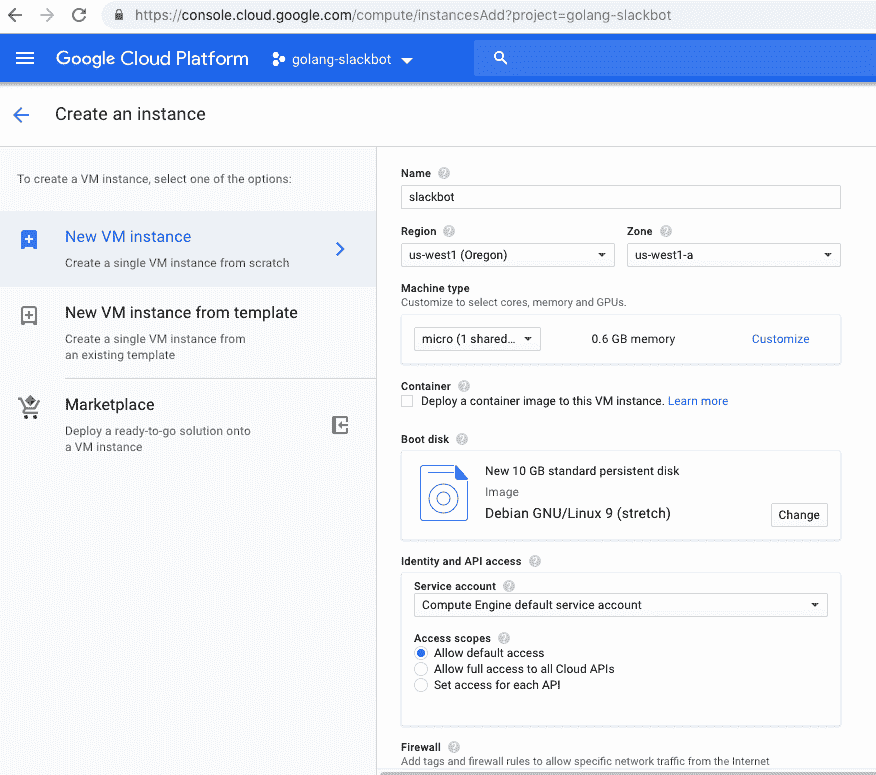 https://console.cloud.google.com/compute/instancesAdd?project=golang-slackbot
Google Cloud Platform
golang-slackbot
Create an instance
To create a VM instance, select one of the options:
New VM instance
Create a single VM instance from scratch
New VM instance from template
Create a single VM instance from
an existing template
Marketplace
Deploy a ready-to-go solution onto
a VM instance
Name ?
slackbot
Region ? Zone ?
us-west1 (Oregon) us-west1-a
Machine type
Customize to select cores, memory and GPUs.
micro (1 shared... 0.6 GB memory Customize
Container ?
Deploy a container image to this VM instance. Learn more
Boot disk ?
New 10 GB standard persistent disk
Image
Debian GNU/Linux 9 (stretch)
Change
Identity and API access ?
Service account ?
Compute Engine default service account
Access scopes ?
Allow default access
Allow full access to all Cloud APIs
Set access for each API
Firewall ?
Add tags and firewall rules to allow specific network traffic from the Internet